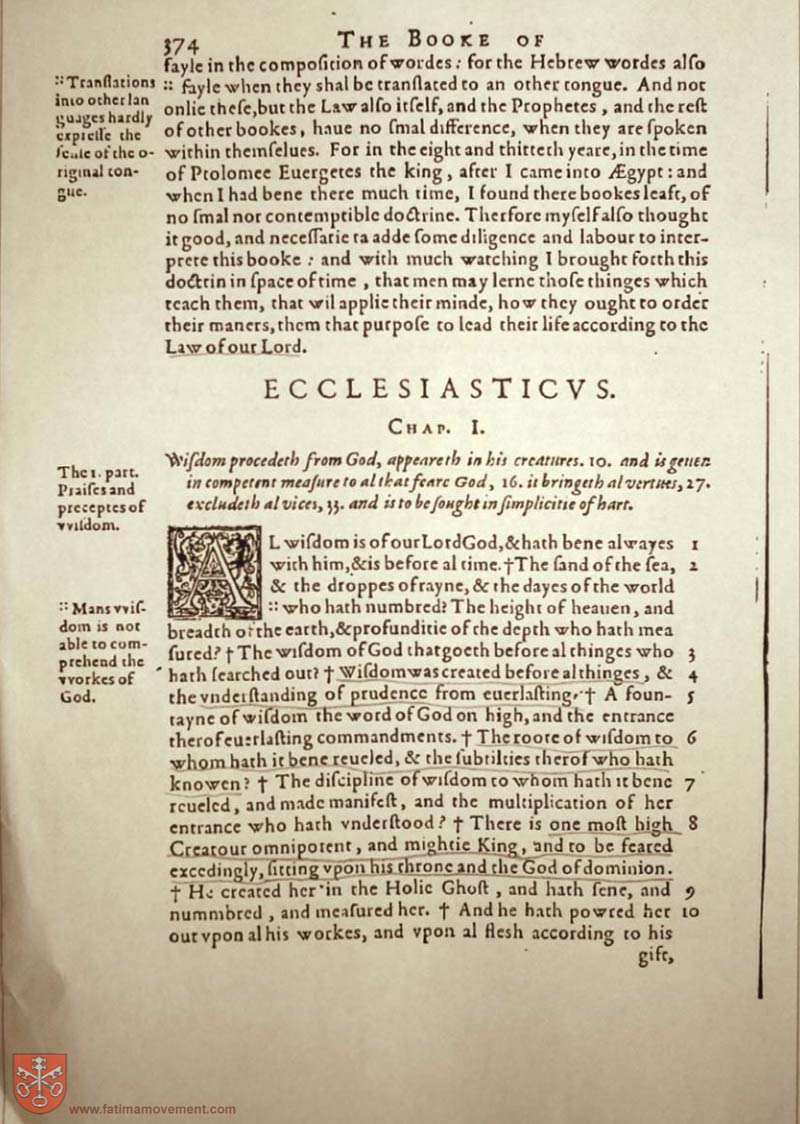 374
THE BOOKE OF
fayle in the compoſition of wordes: for the Hebrew wordes alſo
:: fayle when they shal be tranſlated to an other tongue. And not
onlie theſe, but the Law alſo itſelf, and the Prophetes, and the reſt
of other bookes, haue no ſmal difference, when they are ſpoken
within themſelues. For in the eight and thitteth yeare, in the time
of Ptolomee Euergetes the king, after I came into Ægypt: and
when I had bene there much time, I found there bookes leaft, of
no ſmal nor contemptible doctrine. Therfore myſelf alſo thought
it good, and neceſſarie ta adde ſome diligence and labour to inter-
prete this booke: and with much watching I brought forth this
doctrin in ſpace of time, that men may lerne thoſe thinges which
teach them, that wil applie their minde, how they ought to order
their maners, them that purpoſe to lead their life according to the
Law of our Lord.
:: Tranſlations
into other lan
guages hardly
expreſſe the
ſenſe of the o-
riginal ton-
gue.
ECCLESIASTICVS.
CHAP. I.
Wiſdom procedeth from God, appeareth in his creatures. 10. and is geuen
in competent meaſure to al that feare God, 16. it bringeth al vertues, 27.
excludeth al vices, 33. and is to be ſought in ſimplicitie of hart.
The 1. part.
Praiſes and
preceptes of
vviſdom.
AL wiſdom is of our Lord God, & hath bene alwayes 1
with him, & is before al time. † The ſand of the ſea, 2
& the droppes of rayne, & the dayes of the world
:: who hath numbred? The height of heauen, and
breadth of the earth, & profunditie of the depth who hath mea
ſured? † The wiſdom of God that goeth before al thinges who 3
hath ſearched out? † Wiſdom was created before al thinges, & 4
the vnderſtanding of prudence from euerlaſting. † A foun- 5
tayne of wiſdom the word of God on high, and the entrance
therof euerlaſting commandments. † The roote of wiſdom to 6
whom hath it bene reueled, & the ſubtilties therof who hath
knowen? † The diſcipline of wiſdom to whom hath it bene 7
reueled, and made manifeſt, and the multiplication of her
entrance who hath vnderſtood? † There is one moſt high 8
Creatour omnipotent, and mightie King, and to be feared
exceedingly, ſitting vpon his throne and the God of dominion.
† He created her in the Holie Ghoſt, and hath ſene, and 9
nummbred, and meaſured her. † And he hath powred her 10
out vpon al his workes, and vpon al flesh according to his
gift,
:: Mans vviſ-
dom is not
able to com-
prehend the
vvorkes of
God.
www.fatimamovement.com